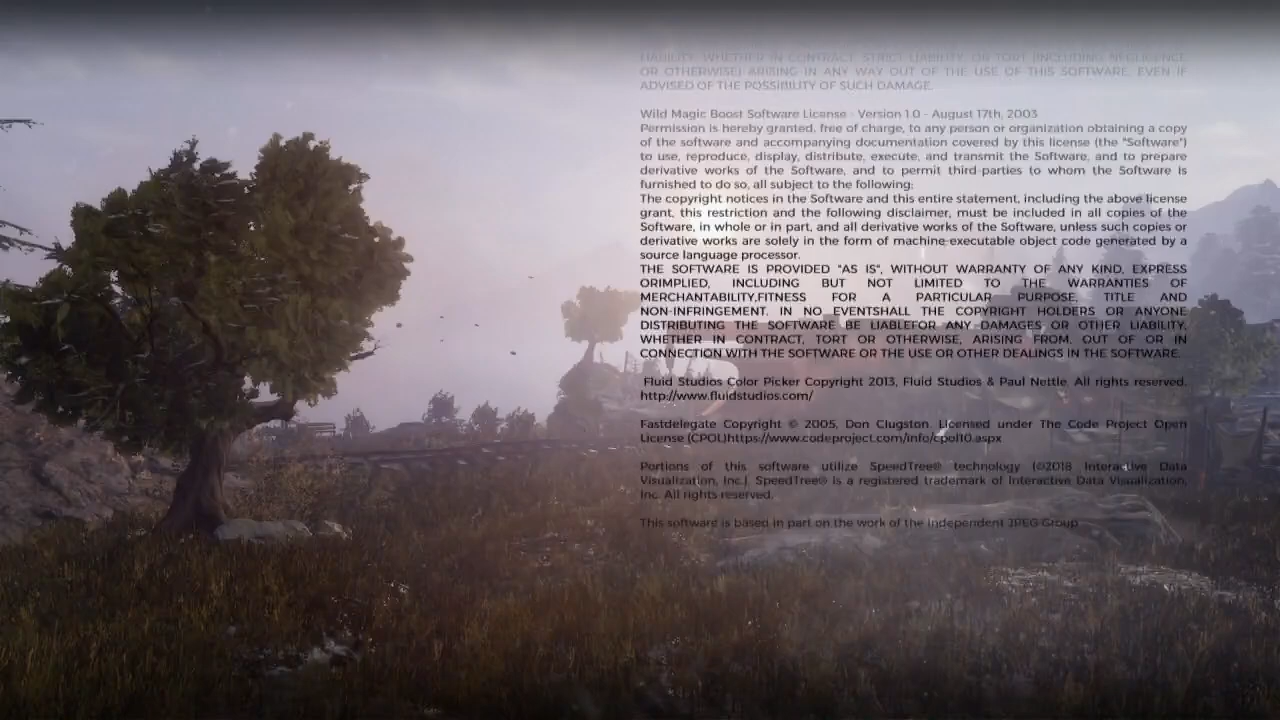 LIABILITY, WHETHER IN CONTRACT, STRICT LIABILITY, OR TORT (INCLUDING NEGLIGENCE
OR OTHERWISE) ARISING IN ANY WAY OUT OF THE USE OF THIS SOFTWARE, EVEN IF
ADVISED OF THE POSSIBILITY OF SUCH DAMAGE.
Wild Magic Boost Software License - Version 1.0 - August 17th, 2003
Permission is hereby granted, free of charge, to any person or organization obtaining a copy
of the software and accompanying documentation covered by this license (the "Software")
to use, reproduce, display, distribute, execute, and transmit the Software, and to prepare
derivative works of the Software, and to permit third-parties to whom the Software is
furnished to do so, all subject to the following:
The copyright notices in the Software and this entire statement, including the above license
grant, this restriction and the following disclaimer, must be included in all copies of the
Software, in whole or in part, and all derivative works of the Software, unless such copies or
derivative works are solely in the form of machine-executable object code generated by a
source language processor.
THE SOFTWARE IS PROVIDED "AS IS", WITHOUT WARRANTY OF ANY KIND, EXPRESS
ORIMPLIED, INCLUDING BUT NOT LIMITED TO THE WARRANTIES OF
MERCHANTABILITY,FITNESS FOR A PARTICULAR PURPOSE, TITLE AND
NON-INFRINGEMENT. IN NO EVENTSHALL THE COPYRIGHT HOLDERS OR ANYONE
DISTRIBUTING THE SOFTWARE BE LIABLEFOR ANY DAMAGES OR OTHER LIABILITY,
WHETHER IN CONTRACT, TORT OR OTHERWISE, ARISING FROM, OUT OF OR IN
CONNECTION WITH THE SOFTWARE OR THE USE OR OTHER DEALINGS IN THE SOFTWARE.
Fluid Studios Color Picker Copyright 2013, Fluid Studios & Paul Nettle. All rights reserved.
http://www.fluidstudios.com/
Fastdelegate Copyright © 2005, Don Clugston. Licensed under The Code Project Open
License (CPOL)https://www.codeproject.com/info/cpol10.aspx
Portions of this software utilize SpeedTree® technology (©2018 Interactive Data
Visualization, Inc.). SpeedTree® is a registered trademark of Interactive Data Visualization,
Inc. All rights reserved.
This software is based in part on the work of the Independent JPEG Group